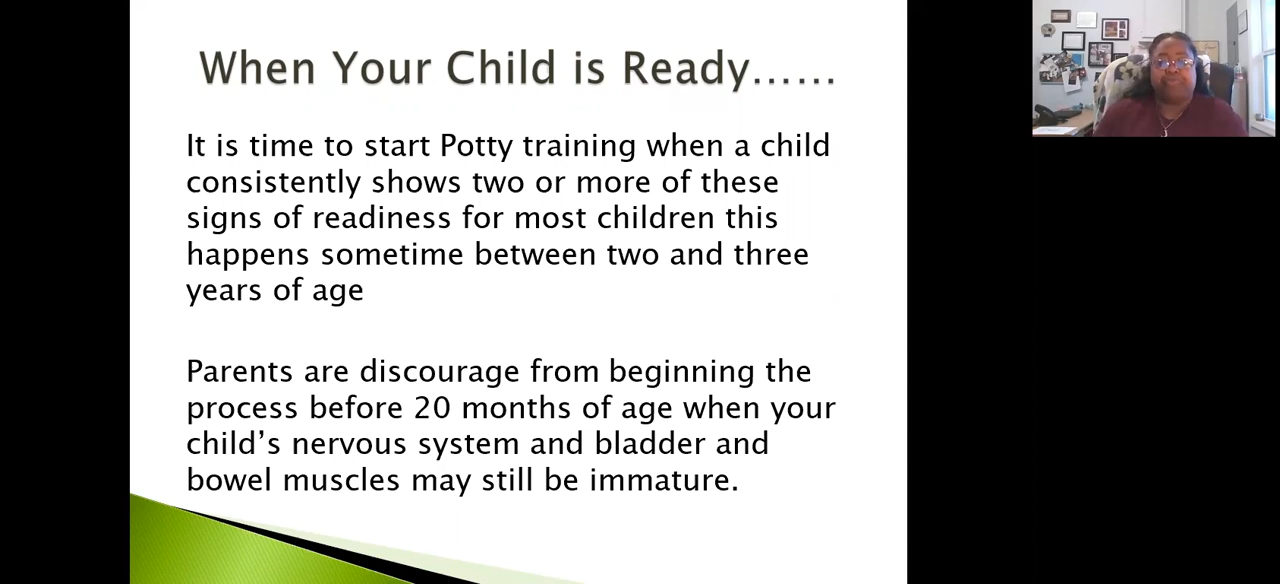 When Your Child is Ready……
It is time to start Potty training when a child
consistently shows two or more of these
signs of readiness for most children this
happens sometime between two and three
years of age
Parents are discourage from beginning the
process before 20 months of age when your
child’s nervous system and bladder and
bowel muscles may still be immature.